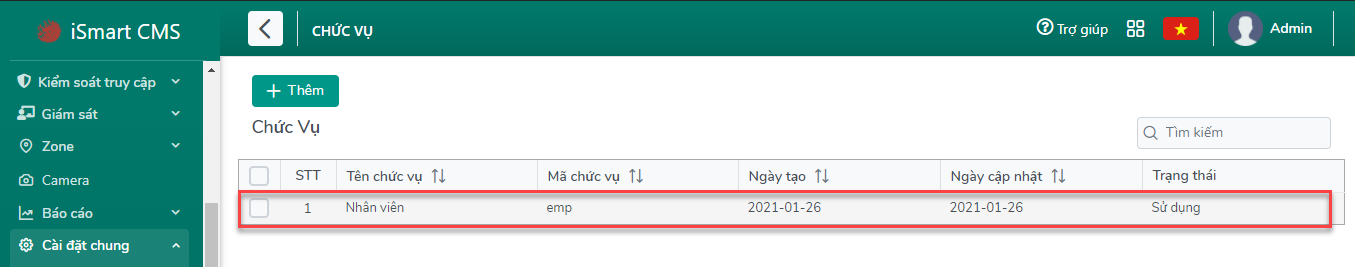 iSmart CMS
CHỨC VỤ
Trợ giúp
Admin
Kiểm soát truy cập
Giám sát
Zone
Camera
Báo cáo
Cài đặt chung
Thêm
Chức Vụ
Tìm kiếm
STT Tên chức vụ Mã chức vụ Ngày tạo Ngày cập nhật Trạng thái
1 Nhân viên emp 2021-01-26 2021-01-26 Sử dụng